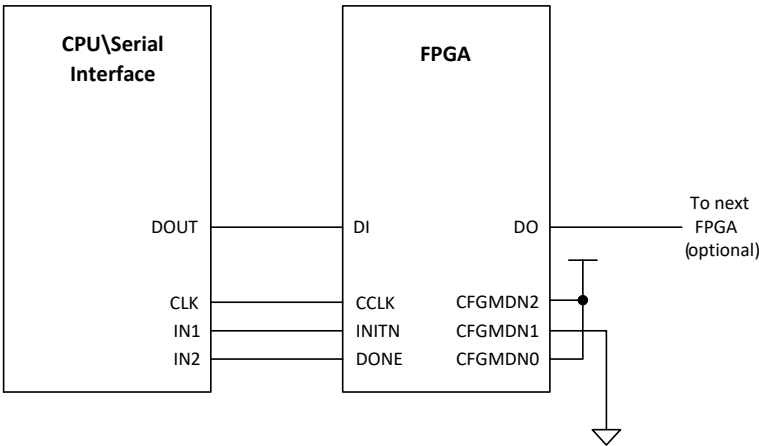 CPU\Serial
Interface
FPGA
DOUT
DI
DO
To next
FPGA
(optional)
CLK
CCLK
CFGMDN2
IN1
INITN
CFGMDN1
IN2
DONE
CFGMDN0